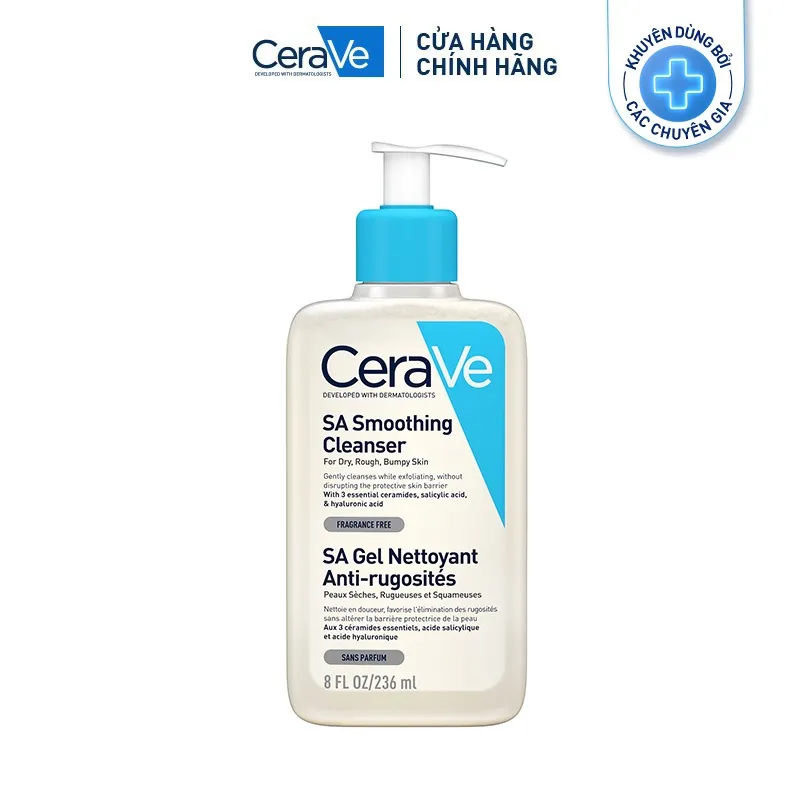 CeraVe
DEVELOPED WITH DERMATOLOGISTS
CỬA HÀNG
CHÍNH HÃNG
KHUYÊN DÙNG BỞI
CÁC CHUYÊN GIA
CeraVe
DEVELOPED WITH DERMATOLOGISTS
SA Smoothing
Cleanser
For Dry, Rough, Bumpy Skin
Gently cleanses while exfoliating, without
disrupting the protective skin barrier
With 3 essential ceramides, salicylic acid,
& hyaluronic acid
FRAGRANCE FREE
SA Gel Nettoyant
Anti-rugosités
Peaux Sèches, Rugueuses et Squameuses
Nettoie en douceur, favorise l'élimination des rugosités
sans altérer la barrière protectrice de la peau
Aux 3 céramides essentiels, acide salicylique
et acide hyaluronique
SANS PARFUM
8 FL OZ/236 ml